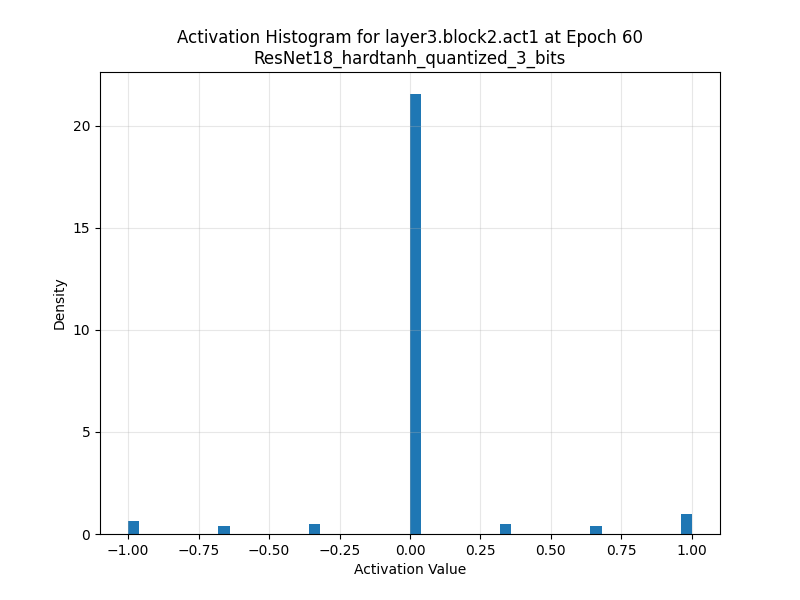 Activation Histogram for layer3.block2.act1 at Epoch 60
ResNet18_hardtanh_quantized_3_bits
20
15
10
5
0
−1.00 −0.75 −0.50 −0.25 0.00 0.25 0.50 0.75 1.00
Density
Activation Value